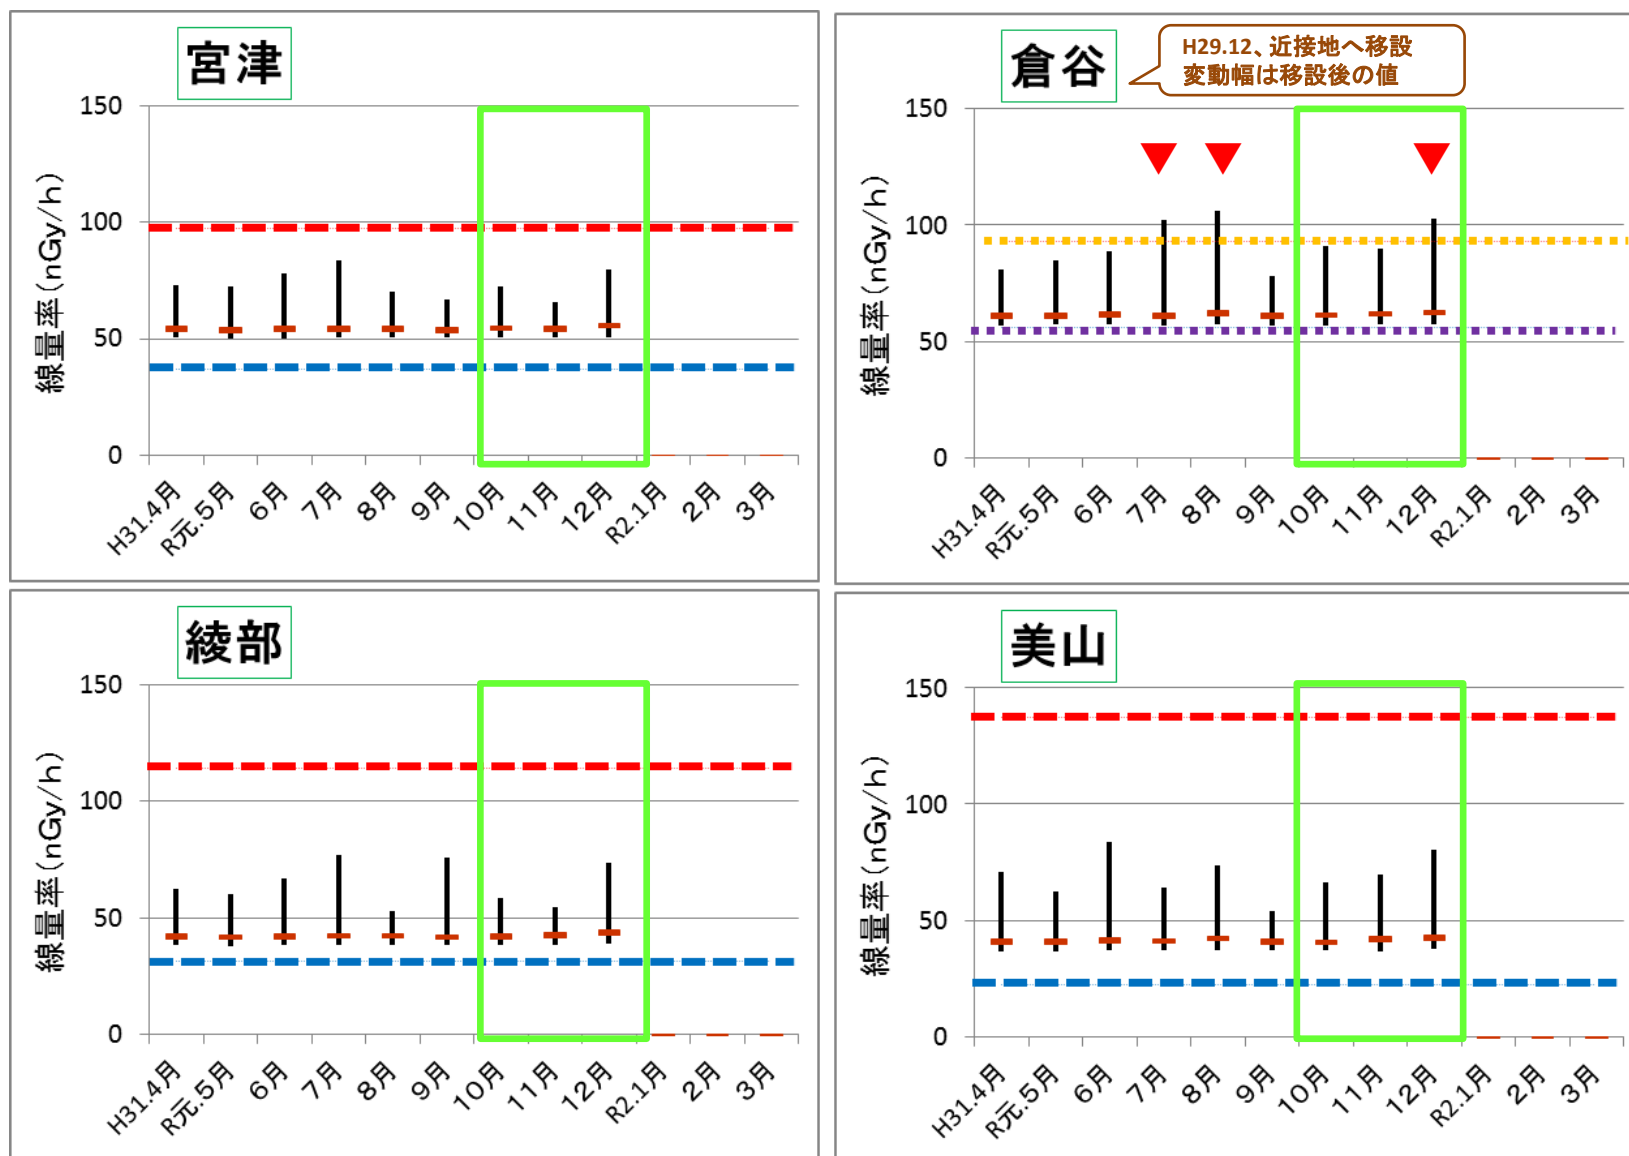 宮津
線量率(nGy/h)
150
100
50
0
H31.4月
R元.5月
6月
7月
8月
9月
10月
11月
12月
R2.1月
2月
3月
倉谷
H29.12、近接地へ移設
変動幅は移設後の値
線量率(nGy/h)
150
100
50
0
H31.4月
R元.5月
6月
7月
8月
9月
10月
11月
12月
R2.1月
2月
3月
綾部
線量率(nGy/h)
150
100
50
0
H31.4月
R元.5月
6月
7月
8月
9月
10月
11月
12月
R2.1月
2月
3月
美山
線量率(nGy/h)
150
100
50
0
H31.4月
R元.5月
6月
7月
8月
9月
10月
11月
12月
R2.1月
2月
3月